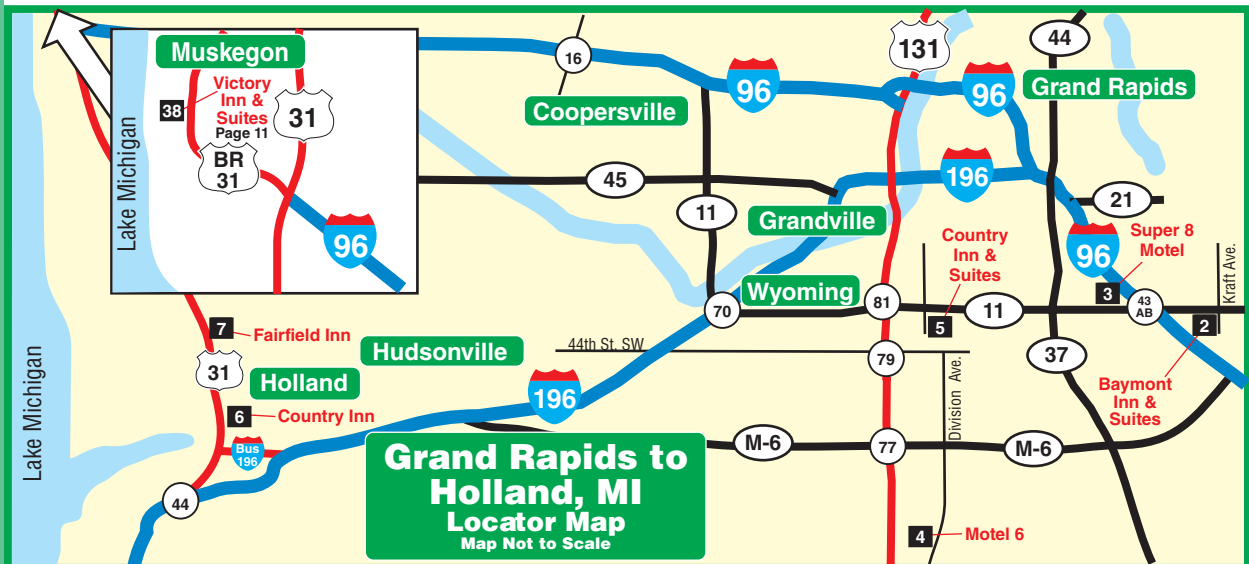 Muskegon
38
Victory
Inn &
Suites
Page 11
31
BR
31
96
Lake Michigan
16
Coopersville
96
131
96
44
Grand Rapids
45
11
196
21
Grandville
Country
Inn &
Suites
96
Super 8
Motel
Kraft Ave.
Wyoming
70
81
5
11
3
43
AB
2
7
Fairfield Inn
31
Hudsonville
44th St. SW
79
Division Ave.
37
Baymont
Inn &
Suites
Holland
6
Country Inn
196
Bus
196
44
Lake Michigan
Grand Rapids to
Holland, MI
Locator Map
Map Not to Scale
M-6
77
M-6
4
Motel 6